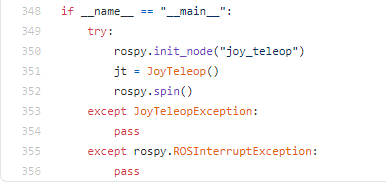 348 if __name__ == "__main__":
349     try:
350         rospy.init_node("joy_teleop")
351         jt = JoyTeleop()
352         rospy.spin()
353     except JoyTeleopException:
354         pass
355     except rospy.ROSInterruptException:
356         pass